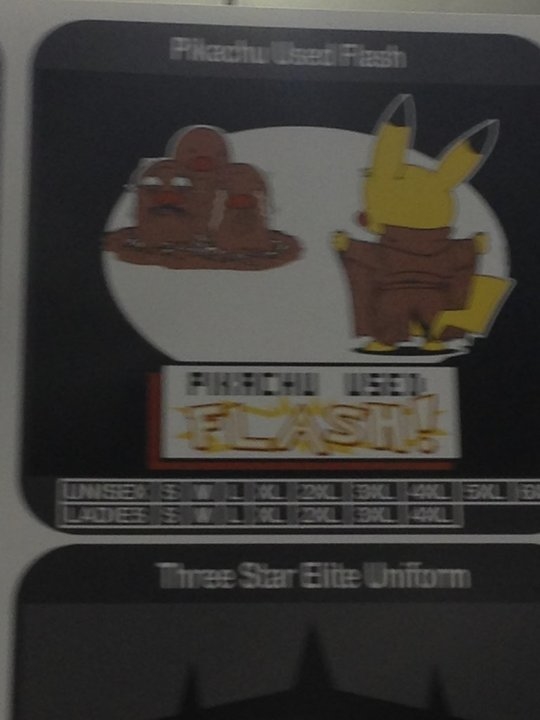 Pikachu Used Flash
PIKACHU USED
FLASH!
UNISEX S M L XL 2XL 3XL 4XL 5XL
LADIES S M L XL 2XL 3XL 4XL
Three Star Elite Uniform